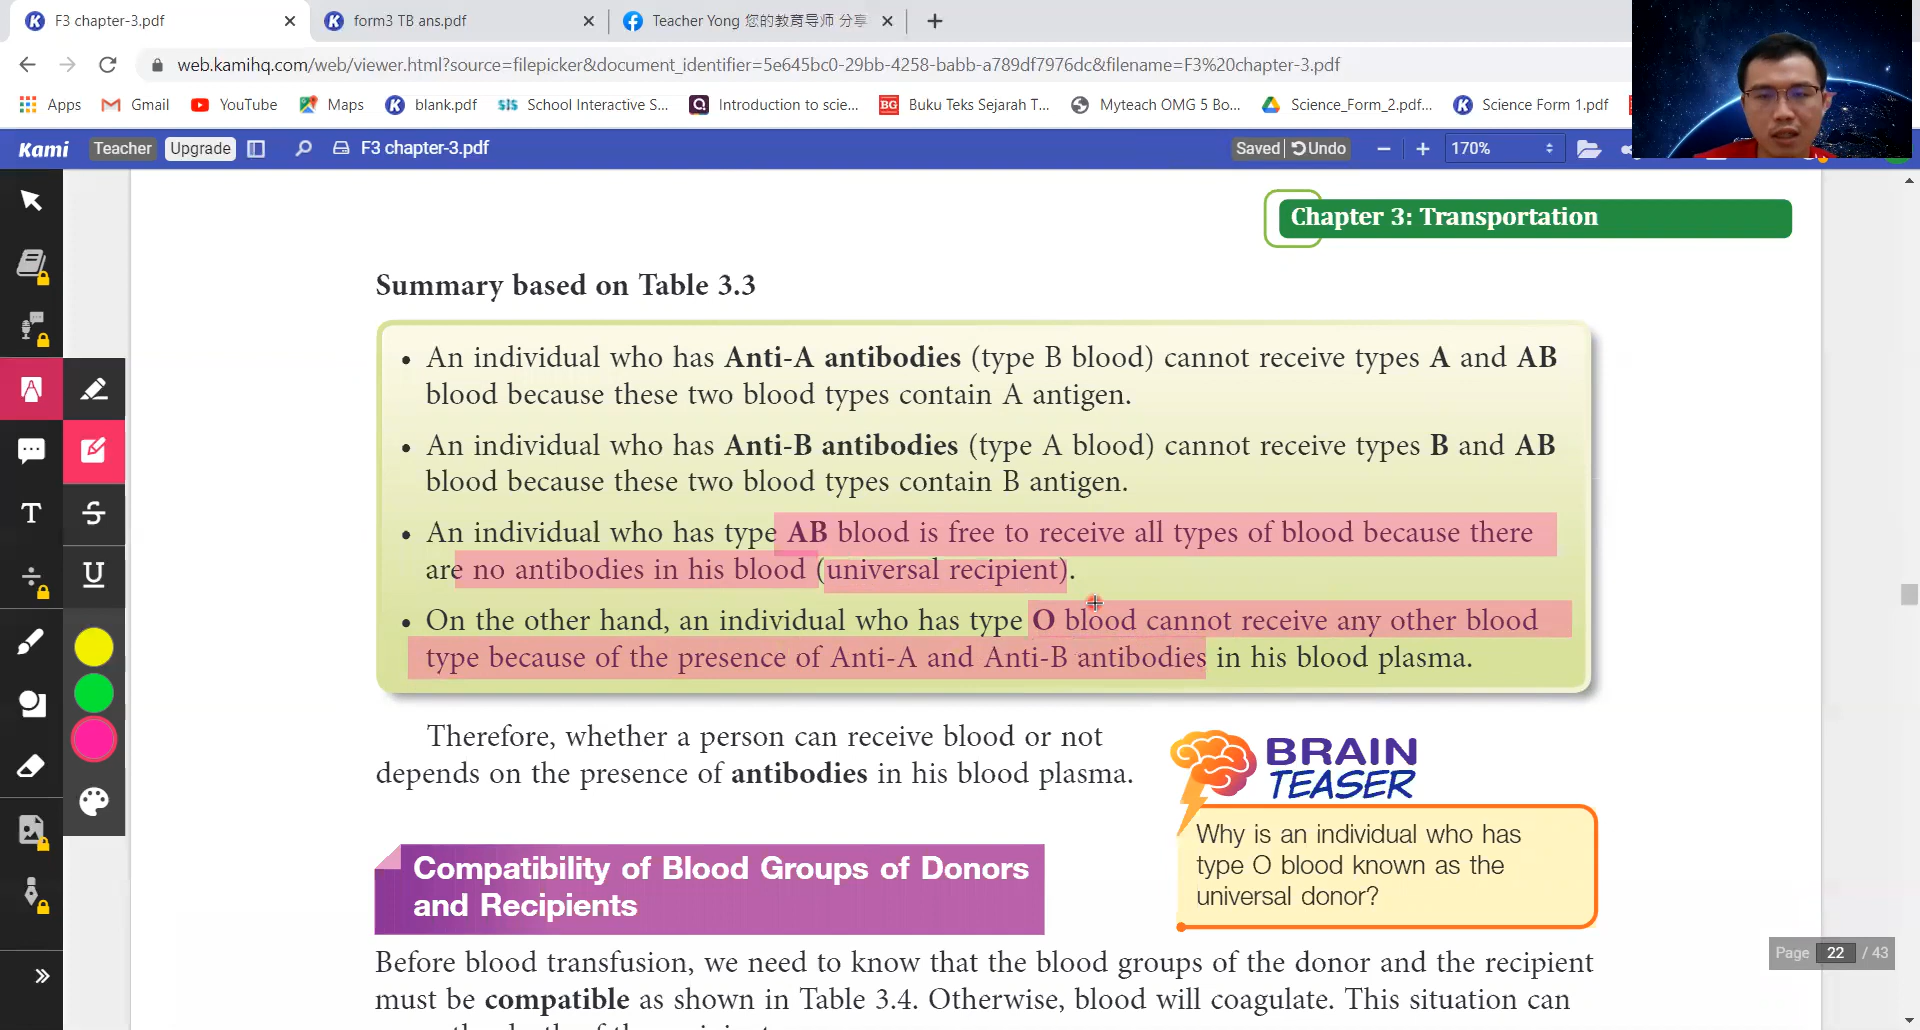 F3 chapter-3.pdf
form3 TB ans.pdf
Teacher Yong 您的教育导师 分享
web.kamihq.com/web/viewer.html?source=filepicker&document_identifier=5e645bc0-29bb-4258-babb-a789df7976dc&filename=F3%20chapter-3.pdf
Apps Gmail YouTube Maps blank.pdf School Interactive S... Introduction to scie... Buku Teks Sejarah T... Myteach OMG 5 Bo... Science_Form_2.pdf... Science Form 1.pdf
Kami Teacher Upgrade F3 chapter-3.pdf Saved Undo 170%
Chapter 3: Transportation
Summary based on Table 3.3
• An individual who has Anti-A antibodies (type B blood) cannot receive types A and AB
blood because these two blood types contain A antigen.
• An individual who has Anti-B antibodies (type A blood) cannot receive types B and AB
blood because these two blood types contain B antigen.
• An individual who has type AB blood is free to receive all types of blood because there
are no antibodies in his blood (universal recipient).
• On the other hand, an individual who has type O blood cannot receive any other blood
type because of the presence of Anti-A and Anti-B antibodies in his blood plasma.
Therefore, whether a person can receive blood or not
depends on the presence of antibodies in his blood plasma.
BRAIN
TEASER
Why is an individual who has
type O blood known as the
universal donor?
Compatibility of Blood Groups of Donors
and Recipients
Before blood transfusion, we need to know that the blood groups of the donor and the recipient
must be compatible as shown in Table 3.4. Otherwise, blood will coagulate. This situation can
Page 22 / 43